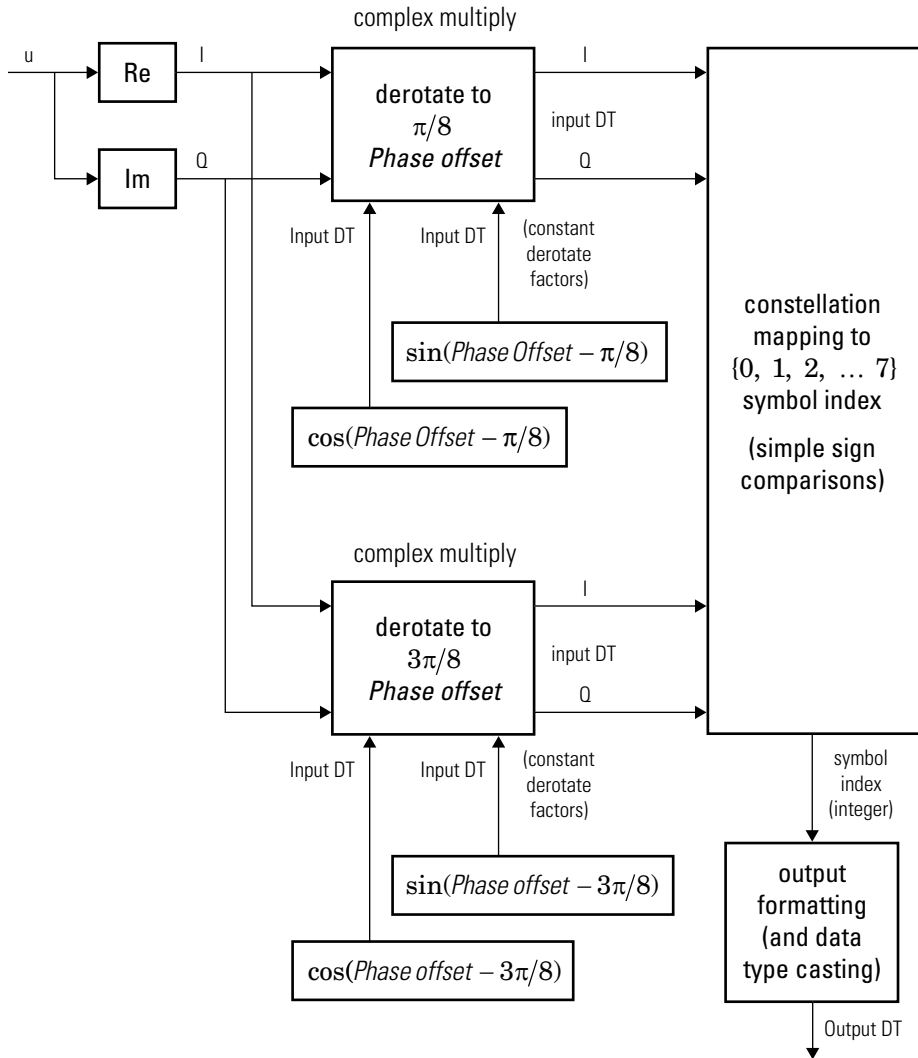 complex multiply
u
Re
I
derotate to
π/8
Phase offset
I
input DT
Q
Im
Q
Input DT
Input DT
(constant
derotate
factors)
sin(Phase Offset − π/8)
cos(Phase Offset − π/8)
constellation
mapping to
{0, 1, 2, … 7}
symbol index
(simple sign
comparisons)
complex multiply
derotate to
3π/8
Phase offset
I
input DT
Q
Input DT
Input DT
(constant
derotate
factors)
sin(Phase offset − 3π/8)
cos(Phase offset − 3π/8)
symbol
index
(integer)
output
formatting
(and data
type casting)
Output DT